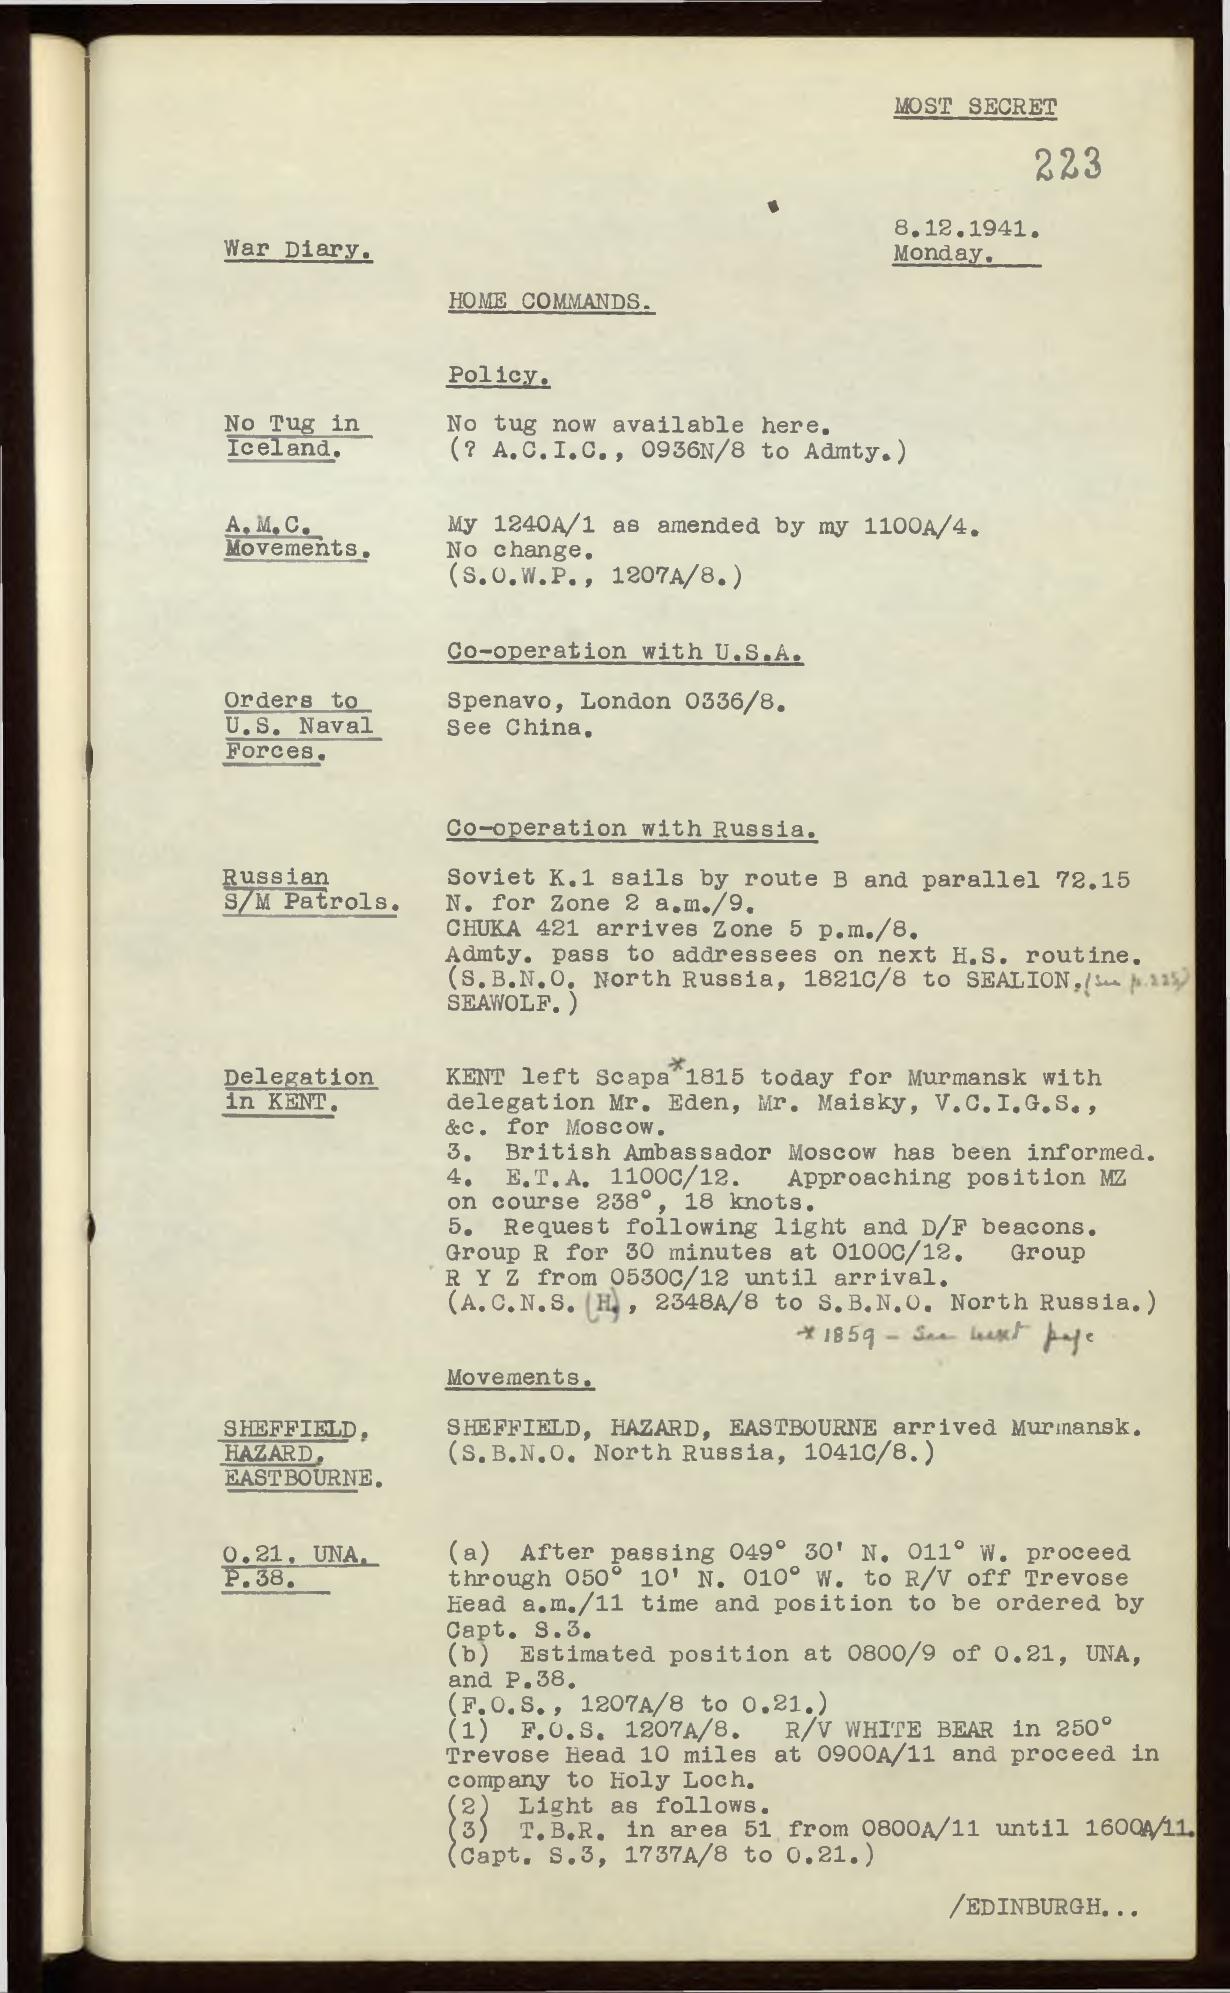 MOST SECRET
223
8.12.1941.
War Diary.
Monday.
HOME COMMANDS.
Policy.
No Tug in
Iceland.
No tug now available here.
(? A.C.I.C., 0936N/8 to Admty.)
A.M.C.
Movements.
My 1240A/1 as amended by my 1100A/4.
No change.
(S.O.W.P., 1207A/8.)
Co-operation with U.S.A.
Orders to
U.S. Naval
Forces.
Spenavo, London 0336/8.
See China.
Co-operation with Russia.
Russian
S/M Patrols.
Soviet K.1 sails by route B and parallel 72.15
N. for Zone 2 a.m./9.
CHUKA 421 arrives Zone 5 p.m./8.
Admty. pass to addressees on next H.S. routine.
(S.B.N.O. North Russia, 1821C/8 to SEALION, (See p.225)
SEAWOLF.)
Delegation
in KENT.
KENT left Scapa * 1815 today for Murmansk with
delegation Mr. Eden, Mr. Maisky, V.C.I.G.S.,
&c. for Moscow.
3. British Ambassador Moscow has been informed.
4. E.T.A. 1100C/12. Approaching position MZ
on course 238°, 18 knots.
5. Request following light and D/F beacons.
Group R for 30 minutes at 0100C/12. Group
R Y Z from 0530C/12 until arrival.
(A.C.N.S. (H), 2348A/8 to S.B.N.O. North Russia.)
* 1859 - See next page
Movements.
SHEFFIELD,
HAZARD,
EASTBOURNE.
SHEFFIELD, HAZARD, EASTBOURNE arrived Murmansk.
(S.B.N.O. North Russia, 1041C/8.)
O.21, UNA.
P.38.
(a) After passing 049° 30' N. 011° W. proceed
through 050° 10' N. 010° W. to R/V off Trevose
Head a.m./11 time and position to be ordered by
Capt. S.3.
(b) Estimated position at 0800/9 of O.21, UNA,
and P.38.
(F.O.S., 1207A/8 to O.21.)
(1) F.O.S. 1207A/8. R/V WHITE BEAR in 250°
Trevose Head 10 miles at 0900A/11 and proceed in
company to Holy Loch.
(2) Light as follows.
(3) T.B.R. in area 51 from 0800A/11 until 1600A/11.
(Capt. S.3, 1737A/8 to O.21.)
/EDINBURGH...